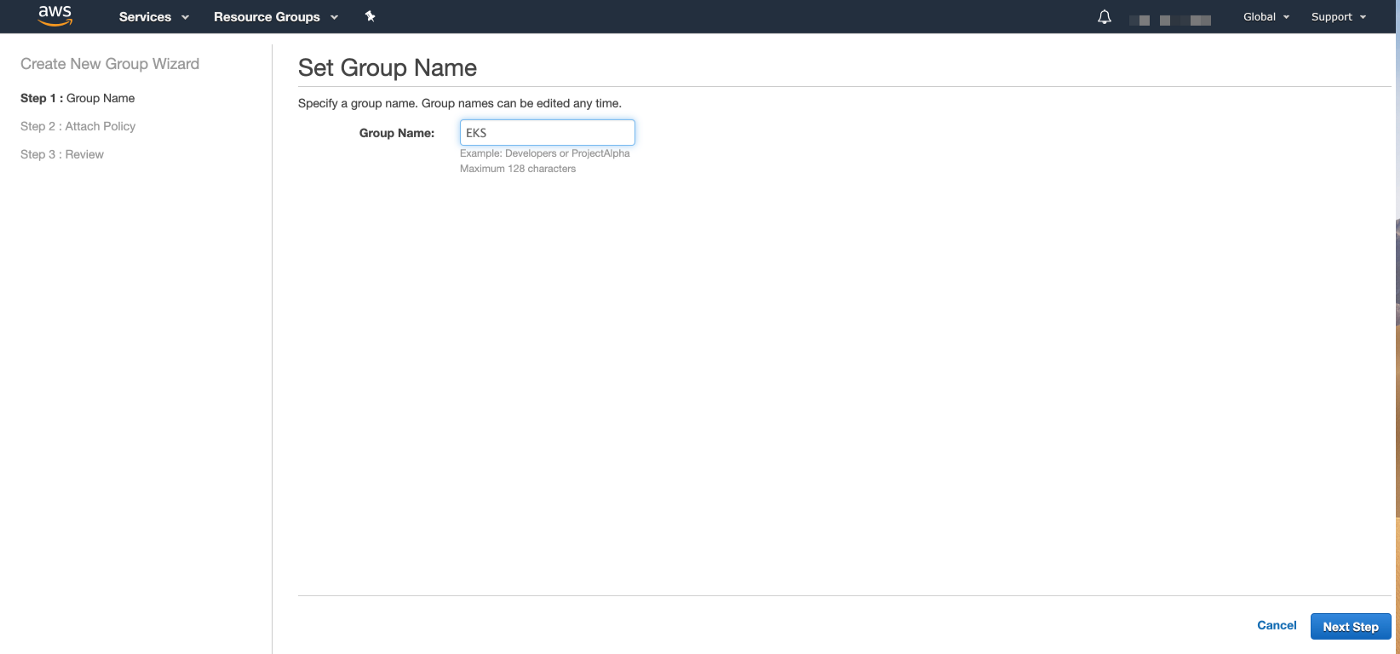 aws Services Resource Groups Global Support
Create New Group Wizard
Step 1 : Group Name
Step 2 : Attach Policy
Step 3 : Review
Set Group Name
Specify a group name. Group names can be edited any time.
Group Name: EKS
Example: Developers or ProjectAlpha
Maximum 128 characters
Cancel Next Step